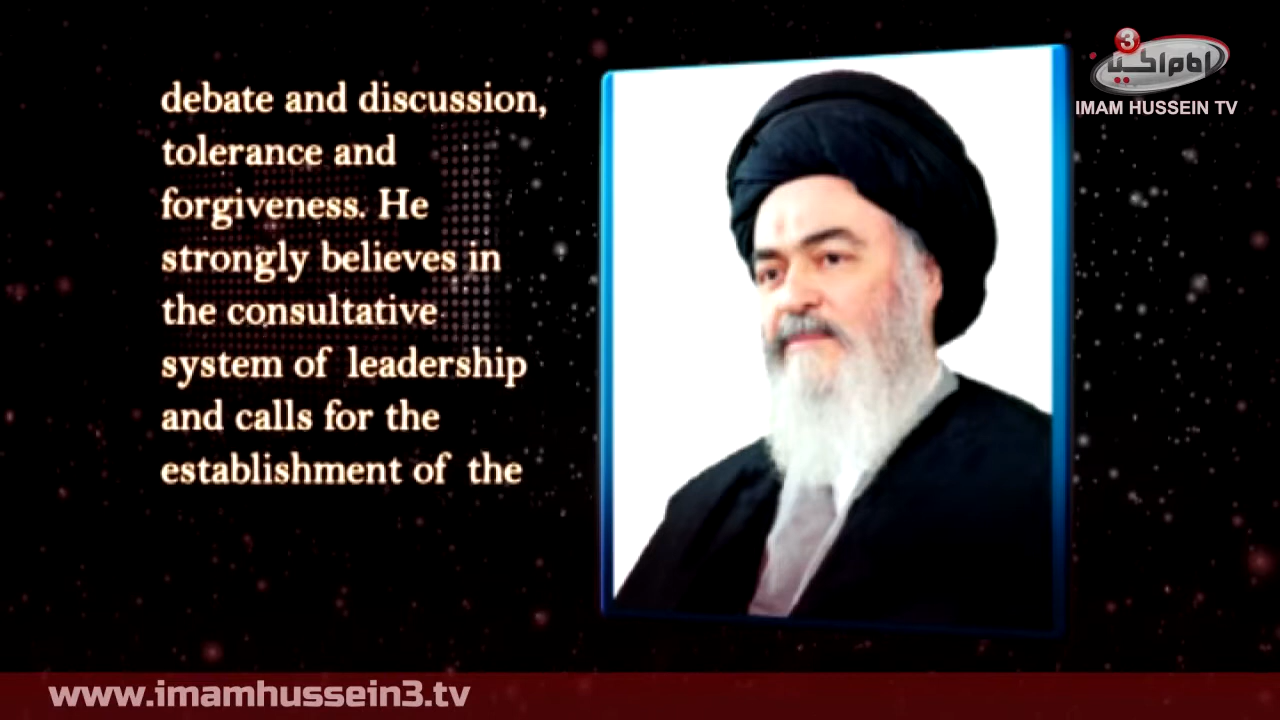 debate and discussion,
tolerance and
forgiveness. He
strongly believes in
the consultative
system of leadership
and calls for the
establishment of the
3
IMAM HUSSEIN TV
www.imamhussein3.tv